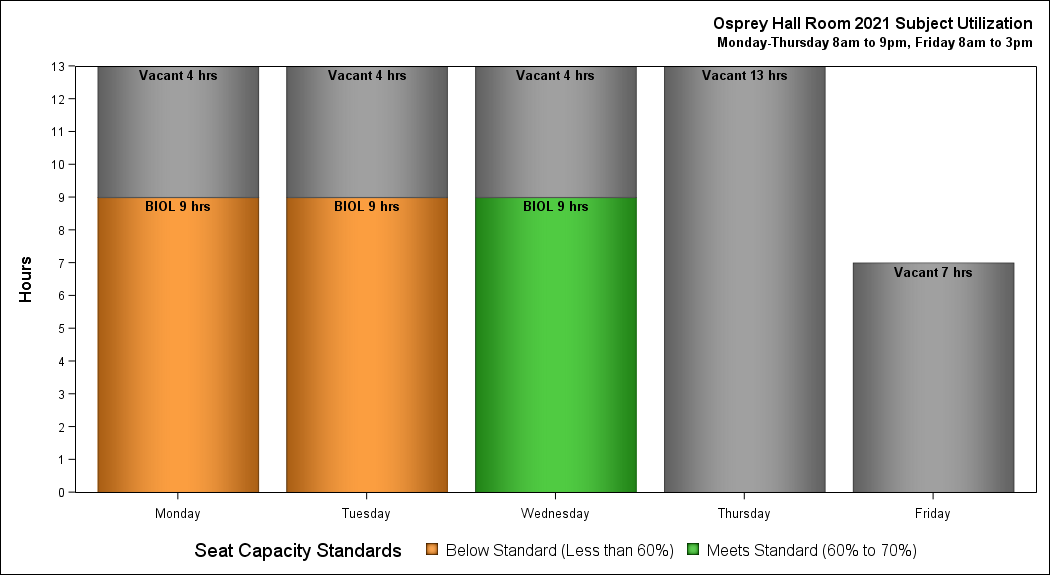 Osprey Hall Room 2021 Subject Utilization
Monday-Thursday 8am to 9pm, Friday 8am to 3pm
Hours
13
12
11
10
9
8
7
6
5
4
3
2
1
0
Vacant 4 hrs
BIOL 9 hrs
Vacant 4 hrs
BIOL 9 hrs
Vacant 4 hrs
BIOL 9 hrs
Vacant 13 hrs
Vacant 7 hrs
Monday
Tuesday
Wednesday
Thursday
Friday
Seat Capacity Standards
Below Standard (Less than 60%)
Meets Standard (60% to 70%)